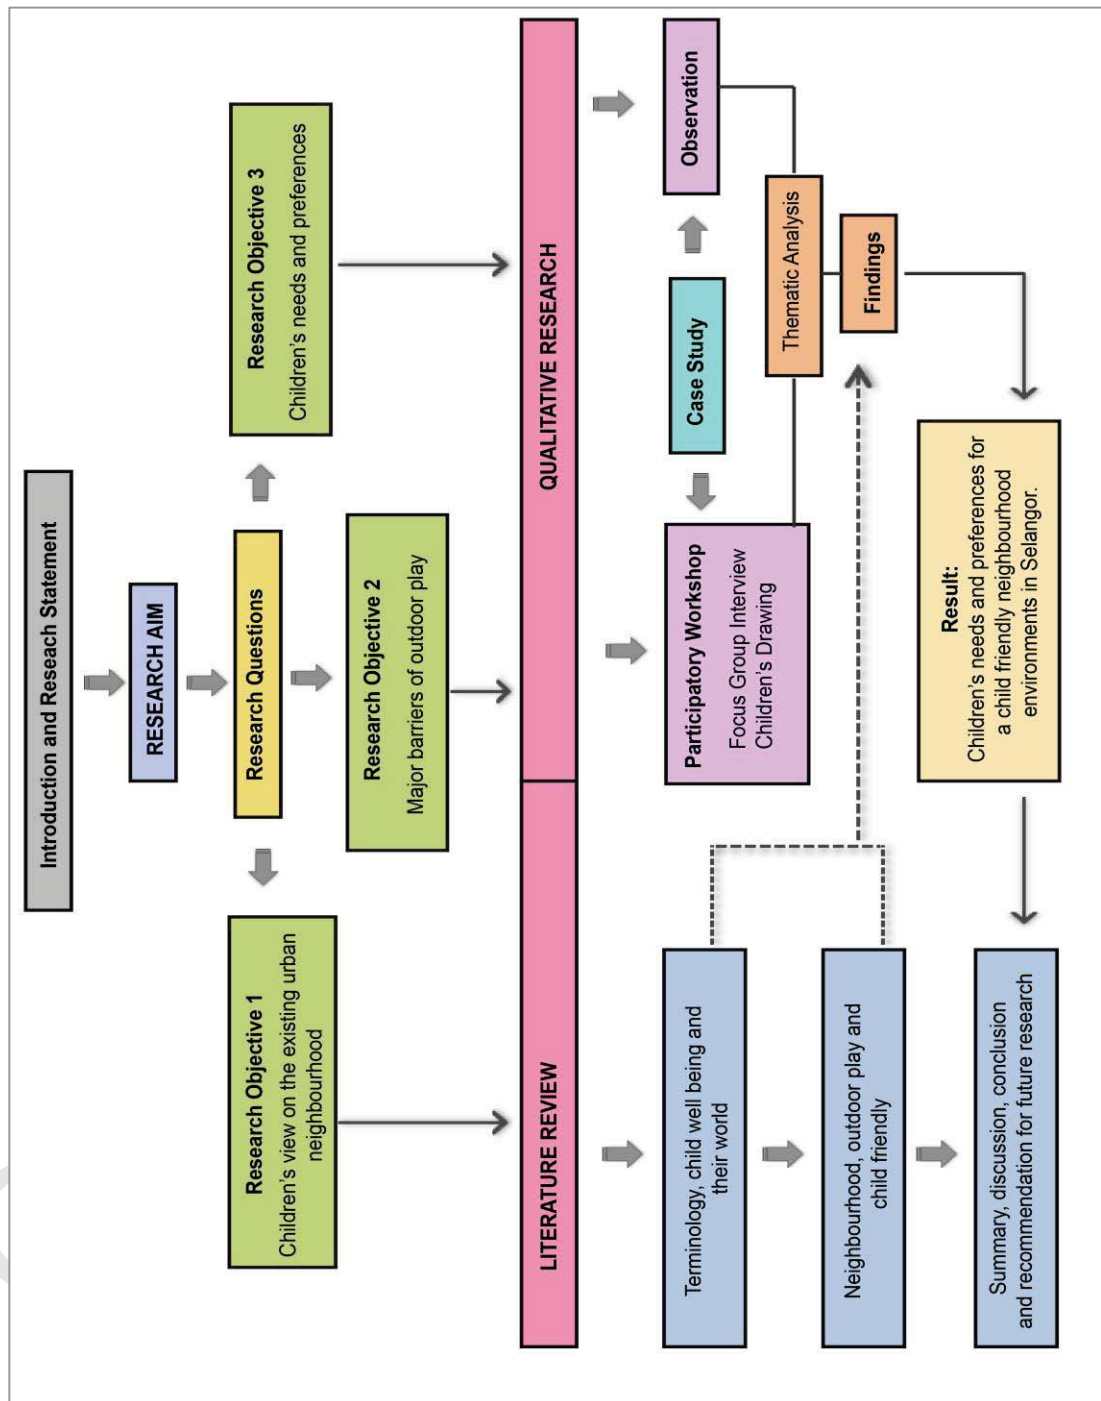 Introduction and Reseach Statement
RESEARCH AIM
Research Questions
Research Objective 1
Children's view on the existing urban
neighbourhood
Research Objective 2
Major barriers of outdoor play
Research Objective 3
Children's needs and preferences
LITERATURE REVIEW
QUALITATIVE RESEARCH
Terminology, child well being and
their world
Neighbourhood, outdoor play and
child friendly
Summary, discussion, conclusion
and recommendation for future research
Participatory Workshop
Focus Group Interview
Children's Drawing
Case Study
Observation
Thematic Analysis
Findings
Result:
Children's needs and preferences for
a child friendly neighbourhood
environments in Selangor.